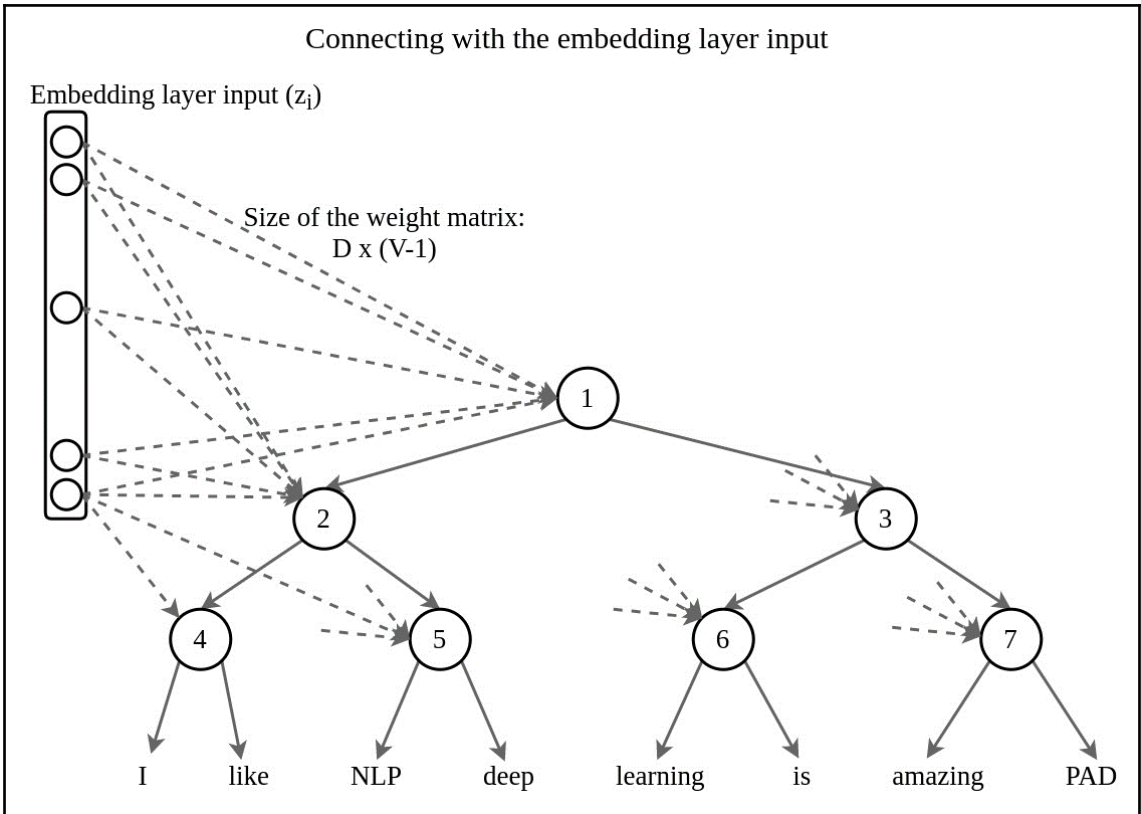 Connecting with the embedding layer input
Embedding layer input (zi)
Size of the weight matrix:
D x (V-1)
1
2
3
4
5
6
7
I
like
NLP
deep
learning
is
amazing
PAD